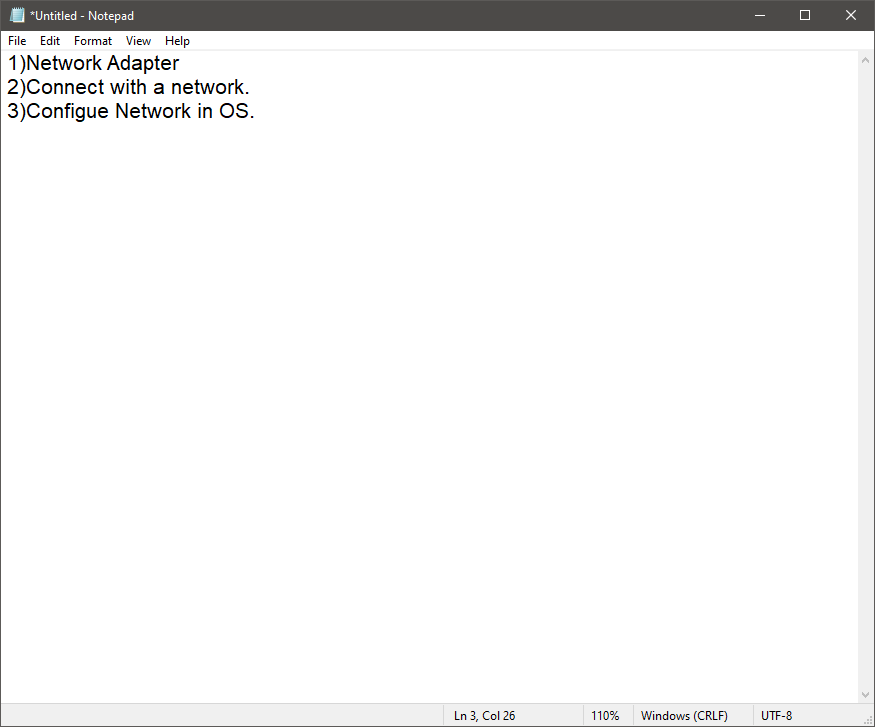 *Untitled - Notepad
File Edit Format View Help
1)Network Adapter
2)Connect with a network.
3)Configue Network in OS.
Ln 3, Col 26 110% Windows (CRLF) UTF-8